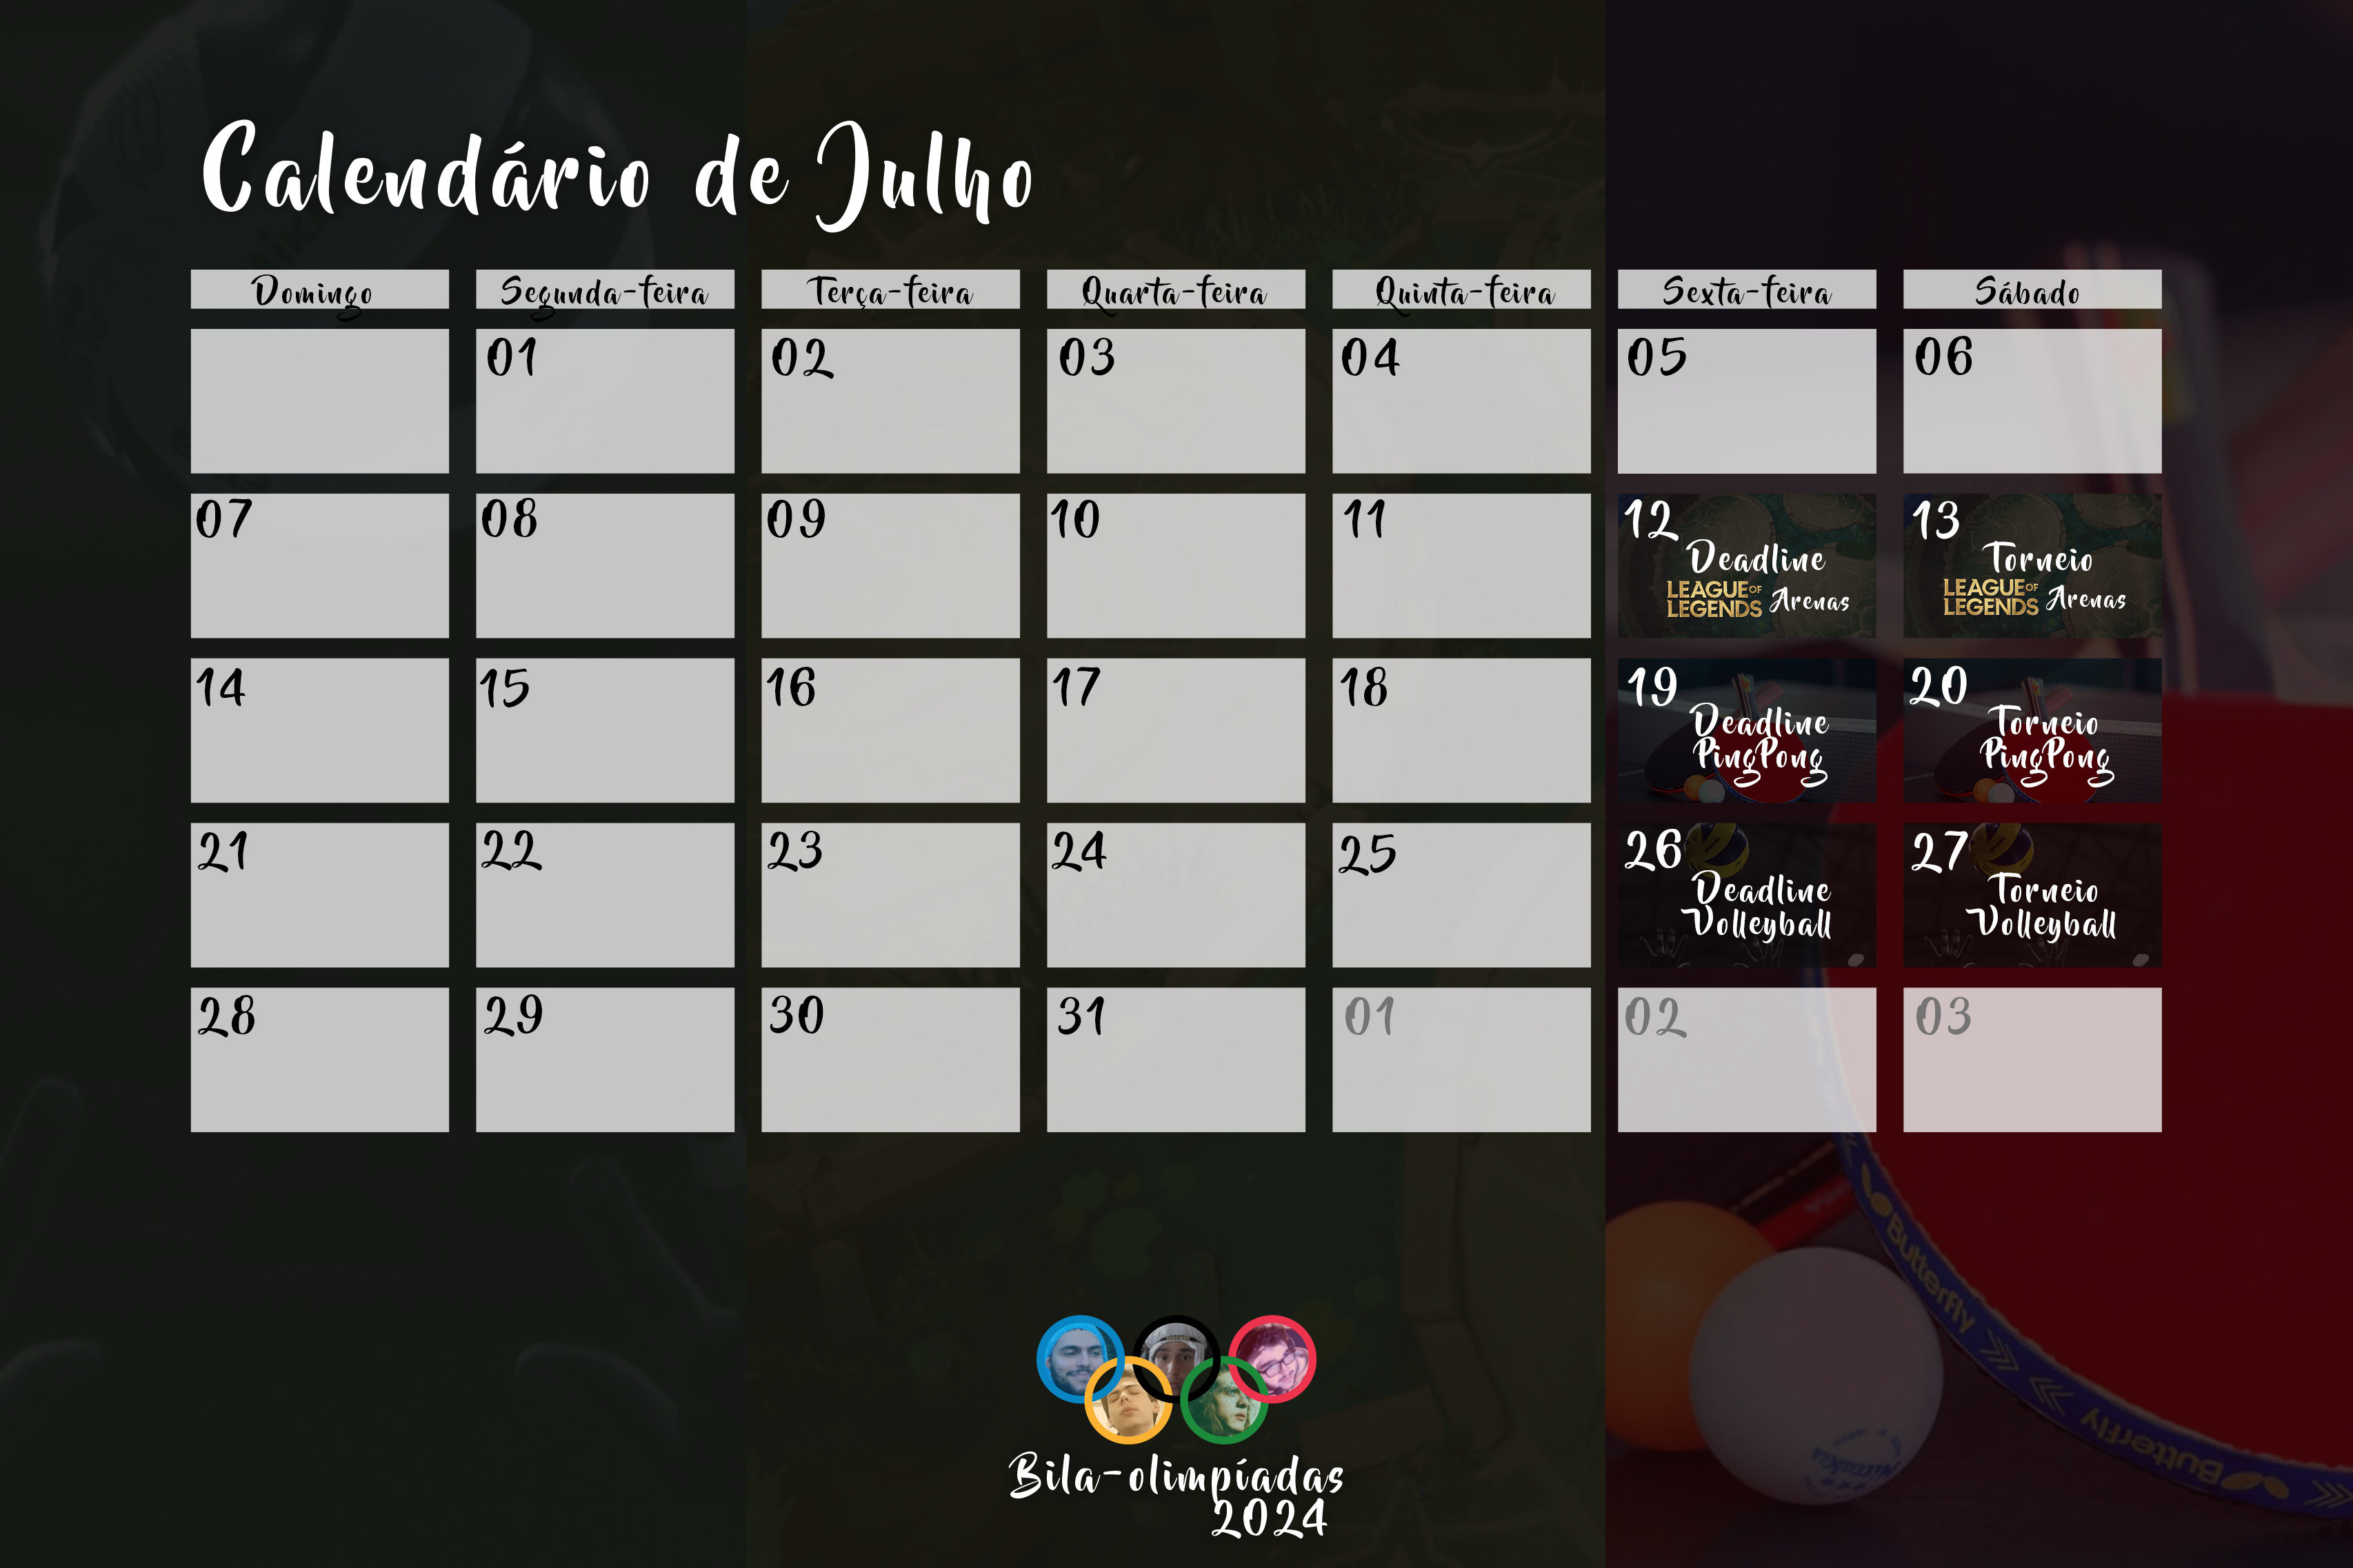 Calendário de Julho
Domingo Segunda-feira Terça-feira Quarta-feira Quinta-feira Sexta-feira Sábado
01 02 03 04 05 06
07 08 09 10 11 12 13
Deadline Torneio
LEAGUE OF LEGENDS Arenas LEAGUE OF LEGENDS Arenas
14 15 16 17 18 19 20
Deadline Torneio
PingPong PingPong
21 22 23 24 25 26 27
Deadline Torneio
Volleyball Volleyball
28 29 30 31 01 02 03
Butterfly
Butterfly
Nittaku
Bila-olimpíadas
2024